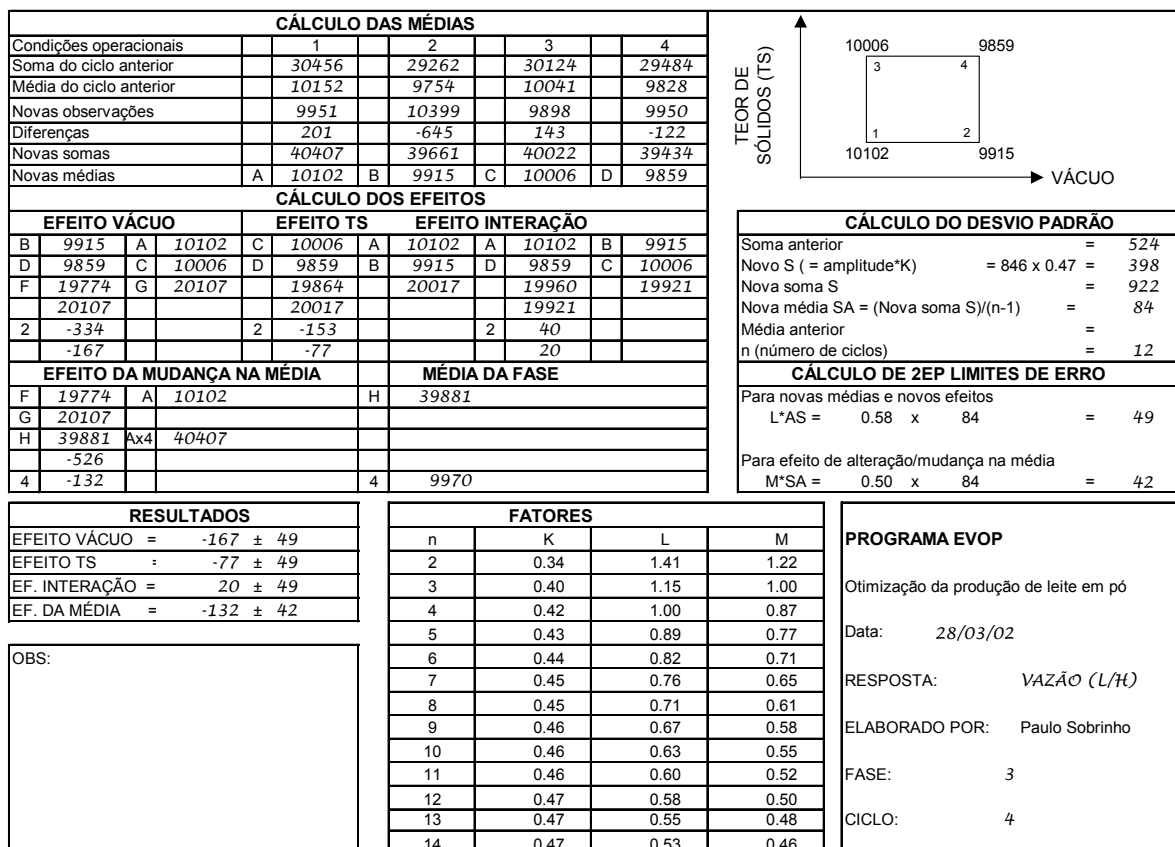 CÁLCULO DAS MÉDIAS
Condições operacionais 1 2 3 4
Soma do ciclo anterior 30456 29262 30124 29484
Média do ciclo anterior 10152 9754 10041 9828
Novas observações 9951 10399 9898 9950
Diferenças 201 -645 143 -122
Novas somas 40407 39661 40022 39434
Novas médias A 10102 B 9915 C 10006 D 9859
TEOR DE
SÓLIDOS (TS)
10006 9859
3 4
1 2
10102 9915
VÁCUO
CÁLCULO DOS EFEITOS
EFEITO VÁCUO EFEITO TS EFEITO INTERAÇÃO
B 9915 A 10102 C 10006 A 10102 A 10102 B 9915
D 9859 C 10006 D 9859 B 9915 D 9859 C 10006
F 19774 G 20107 19864 20017 19960 19921
20107 20017 19921
2 -334 2 -153 2 40
-167 -77 20
EFEITO DA MUDANÇA NA MÉDIA MÉDIA DA FASE
F 19774 A 10102 H 39881
G 20107
H 39881 Ax4 40407
-526
4 -132 4 9970
CÁLCULO DO DESVIO PADRÃO
Soma anterior = 524
Novo S ( = amplitude*K) = 846 x 0.47 = 398
Nova soma S = 922
Nova média SA = (Nova soma S)/(n-1) = 84
Média anterior =
n (número de ciclos) = 12
CÁLCULO DE 2EP LIMITES DE ERRO
Para novas médias e novos efeitos
L*AS = 0.58 x 84 = 49
Para efeito de alteração/mudança na média
M*SA = 0.50 x 84 = 42
RESULTADOS
EFEITO VÁCUO = -167 ± 49
EFEITO TS = -77 ± 49
EF. INTERAÇÃO = 20 ± 49
EF. DA MÉDIA = -132 ± 42
OBS:
FATORES
n K L M
2 0.34 1.41 1.22
3 0.40 1.15 1.00
4 0.42 1.00 0.87
5 0.43 0.89 0.77
6 0.44 0.82 0.71
7 0.45 0.76 0.65
8 0.45 0.71 0.61
9 0.46 0.67 0.58
10 0.46 0.63 0.55
11 0.46 0.60 0.52
12 0.47 0.58 0.50
13 0.47 0.55 0.48
14 0.47 0.53 0.46
PROGRAMA EVOP
Otimização da produção de leite em pó
Data: 28/03/02
RESPOSTA: VAZÃO (L/H)
ELABORADO POR: Paulo Sobrinho
FASE: 3
CICLO: 4